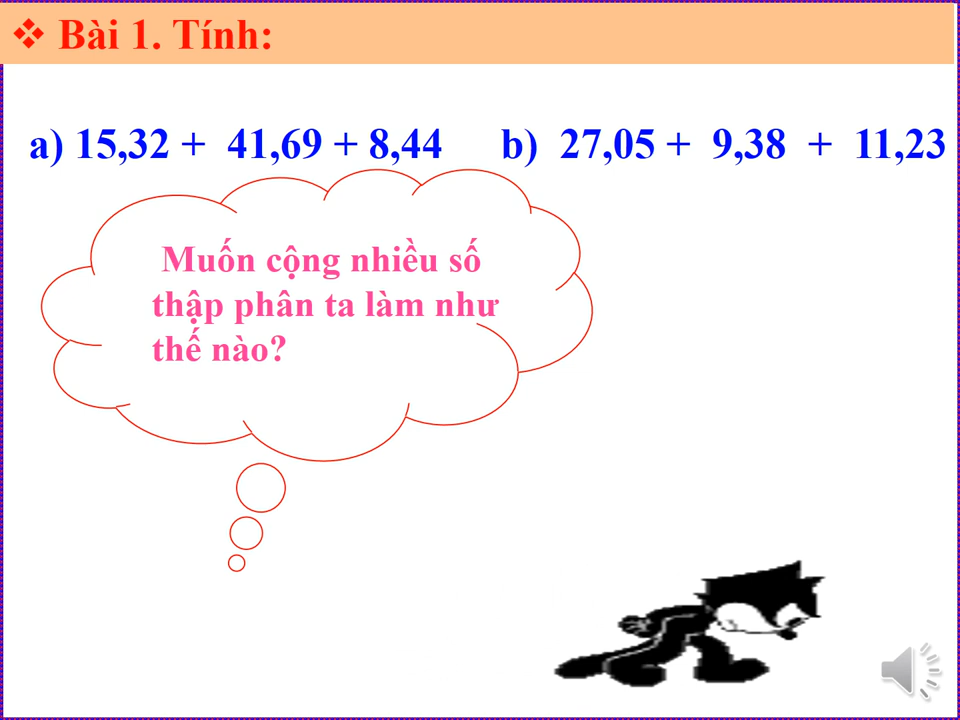 ❖ Bài 1. Tính:
a) 15,32 + 41,69 + 8,44 b) 27,05 + 9,38 + 11,23
Muốn cộng nhiều số
thập phân ta làm như
thế nào?